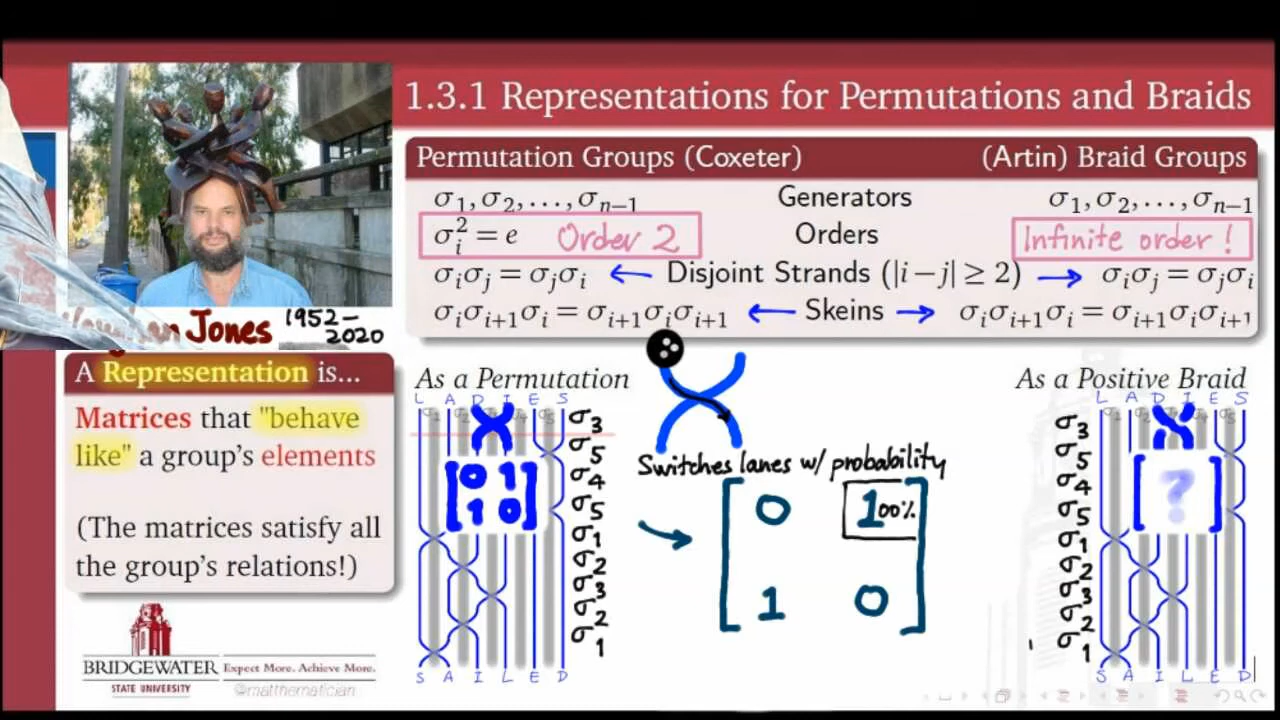 1.3.1 Representations for Permutations and Braids
Permutation Groups (Coxeter) (Artin) Braid Groups
σ₁, σ₂, …, σₙ₋₁ Generators σ₁, σ₂, …, σₙ₋₁
σᵢ² = e Order 2 Orders Infinite order!
σᵢσⱼ = σⱼσᵢ ← Disjoint Strands (|i−j| ≥ 2) → σᵢσⱼ = σⱼσᵢ
σᵢσᵢ₊₁σᵢ = σᵢ₊₁σᵢσᵢ₊₁ ← Skeins → σᵢσᵢ₊₁σᵢ = σᵢ₊₁σᵢσᵢ₊₁
Jones 1952–
2020
A Representation is...
Matrices that "behave
like" a group's elements
(The matrices satisfy all
the group's relations!)
BRIDGEWATER
STATE UNIVERSITY
Expect More. Achieve More.
@matthematician
As a Permutation
L A D I E S
σ₃
σ₅
σ₄
σ₅
σ₁
σ₂
σ₃
σ₂
σ₁
0 1
1 0
S A I L E D
Switches lanes w/ probability
0 100%
1 0
As a Positive Braid
L A D I E S
σ₃
σ₅
σ₄
σ₅
σ₁
σ₂
σ₃
σ₂
σ₁
?
S A I L E D